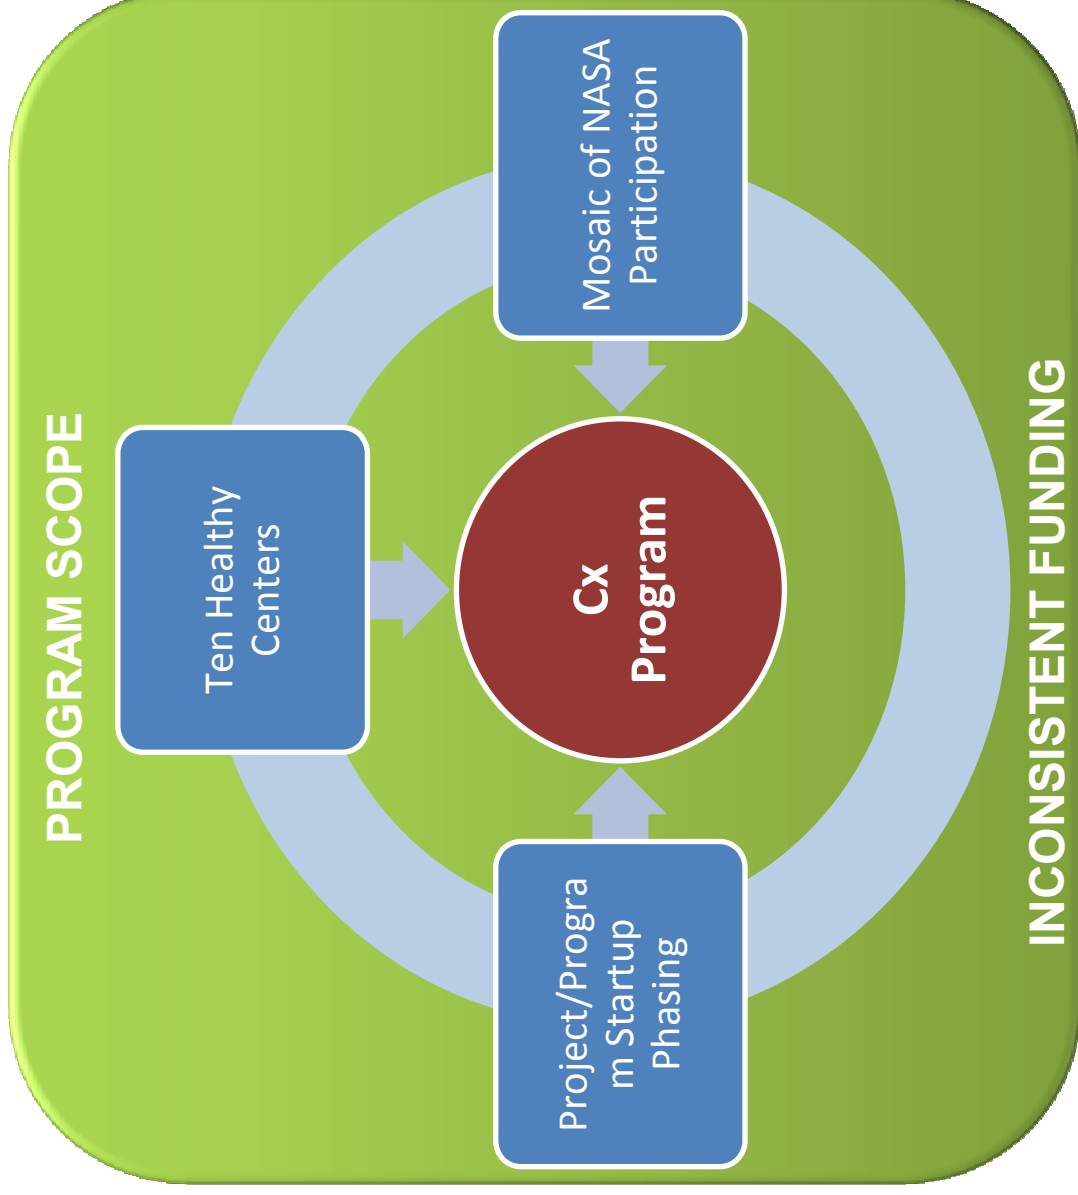 PROGRAM SCOPE
Ten Healthy
Centers
Project/Progra
m Startup
Phasing
Cx
Program
Mosaic of NASA
Participation
INCONSISTENT FUNDING